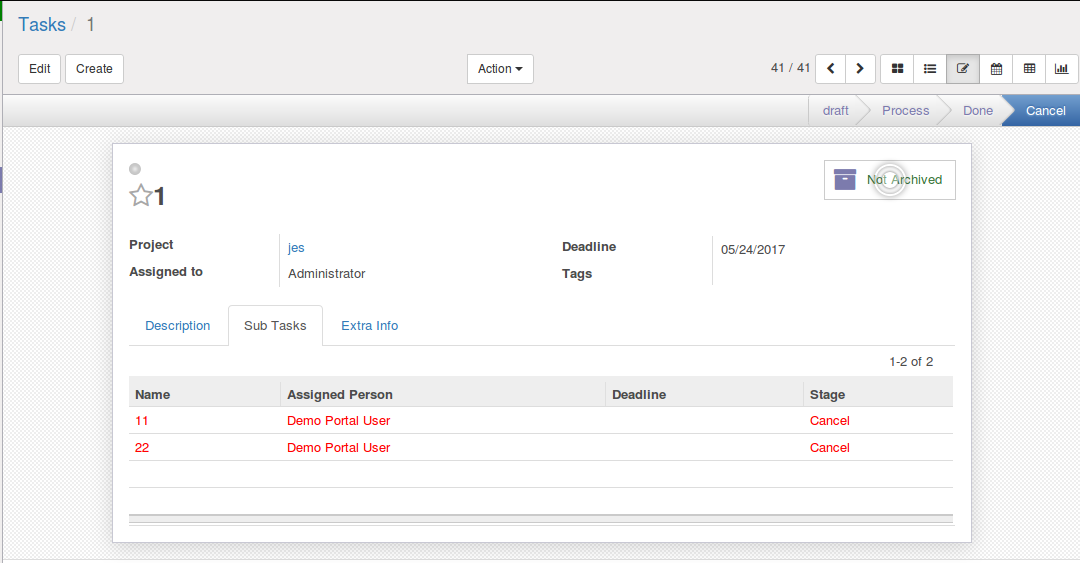 Tasks / 1
Edit Create Action 41 / 41
draft Process Done Cancel
1
Not Archived
Project jes Deadline 05/24/2017
Assigned to Administrator Tags
Description Sub Tasks Extra Info
1-2 of 2
Name Assigned Person Deadline Stage
11 Demo Portal User Cancel
22 Demo Portal User Cancel